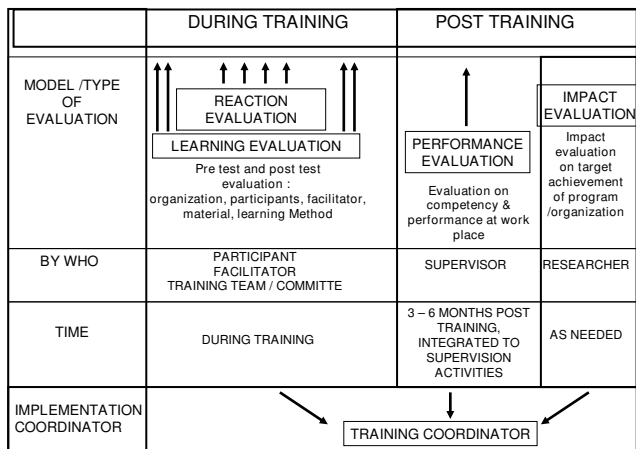 DURING TRAINING
POST TRAINING
MODEL /TYPE
OF
EVALUATION
REACTION
EVALUATION
LEARNING EVALUATION
Pre test and post test
evaluation :
organization, participants, facilitator,
material, learning Method
PERFORMANCE
EVALUATION
Evaluation on
competency &
performance at work
place
IMPACT
EVALUATION
Impact
evaluation
on target
achievement
of program
/organization
BY WHO
PARTICIPANT
FACILITATOR
TRAINING TEAM / COMMITTE
SUPERVISOR
RESEARCHER
TIME
DURING TRAINING
3 – 6 MONTHS POST
TRAINING,
INTEGRATED TO
SUPERVISION
ACTIVITIES
AS NEEDED
IMPLEMENTATION
COORDINATOR
TRAINING COORDINATOR